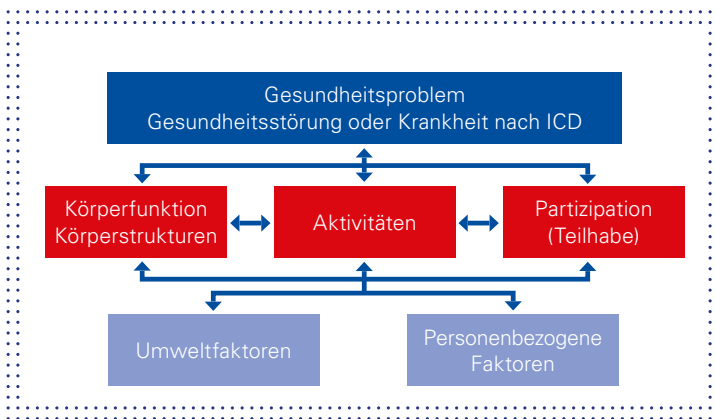 Gesundheitsproblem
Gesundheitsstörung oder Krankheit nach ICD
Körperfunktion
Körperstrukturen
Aktivitäten
Partizipation
(Teilhabe)
Umweltfaktoren
Personenbezogene
Faktoren